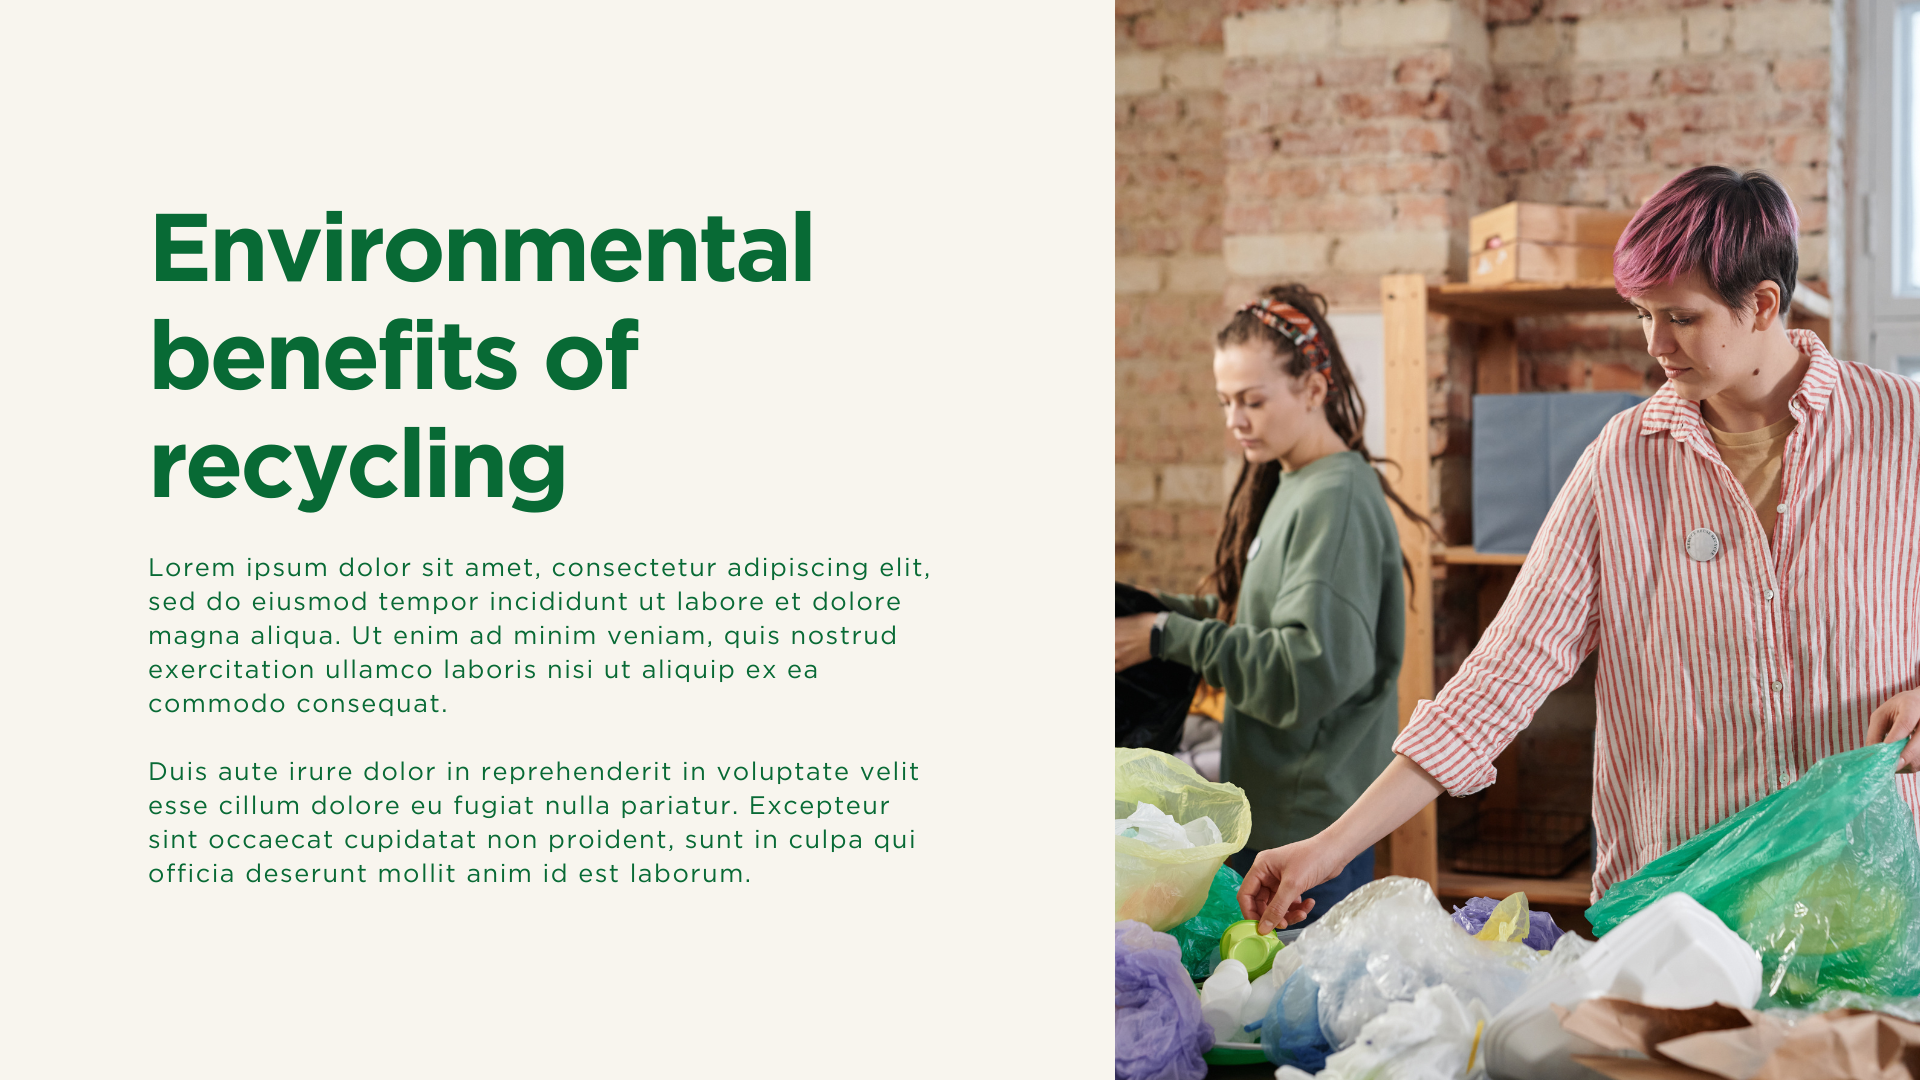 Environmental
benefits of
recycling
Lorem ipsum dolor sit amet, consectetur adipiscing elit,
sed do eiusmod tempor incididunt ut labore et dolore
magna aliqua. Ut enim ad minim veniam, quis nostrud
exercitation ullamco laboris nisi ut aliquip ex ea
commodo consequat.
Duis aute irure dolor in reprehenderit in voluptate velit
esse cillum dolore eu fugiat nulla pariatur. Excepteur
sint occaecat cupidatat non proident, sunt in culpa qui
officia deserunt mollit anim id est laborum.